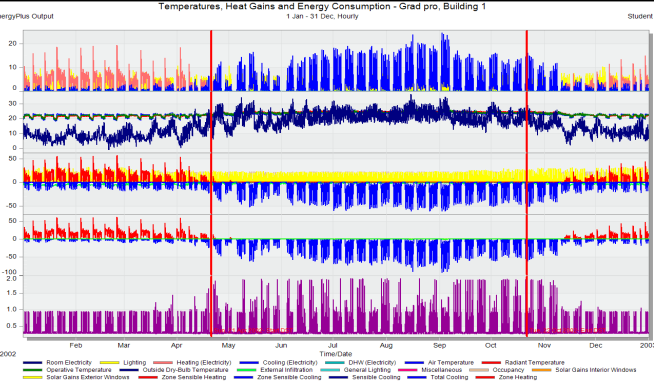 Temperatures, Heat Gains and Energy Consumption - Grad pro, Building 1
nergyPlus Output 1 Jan - 31 Dec, Hourly Student
20
10
0
30
20
10
0
50
0
-50
50
0
-50
-100
2.0
1.5
1.0
0.5
Feb Mar Apr May Jun Jul Aug Sep Oct Nov Dec 2003
2002 Time/Date
Room Electricity Lighting Heating (Electricity) Cooling (Electricity) DHW (Electricity) Air Temperature Radiant Temperature
Operative Temperature Outside Dry-Bulb Temperature External Infiltration General Lighting Miscellaneous Occupancy Solar Gains Interior Windows
Solar Gains Exterior Windows Zone Sensible Heating Zone Sensible Cooling Sensible Cooling Total Cooling Zone Heating